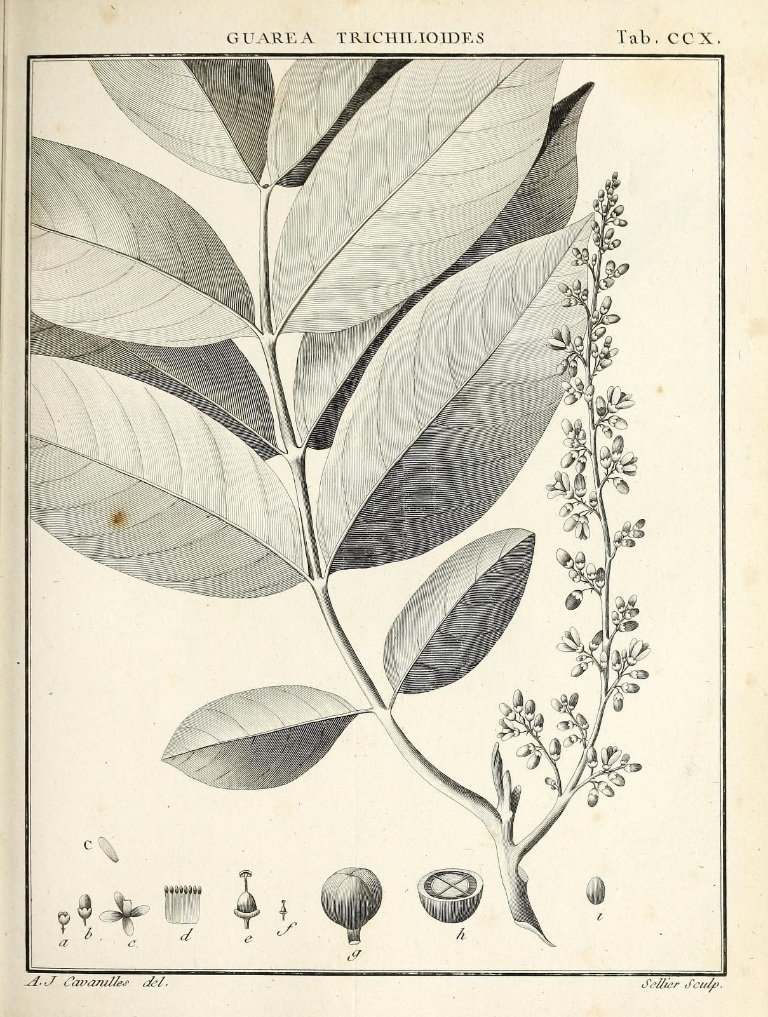 GUAREA TRICHILIOIDES
Tab. CCX.
c
a b c d e f g h i
A. J Cavanilles del.
Sellier Sculp.